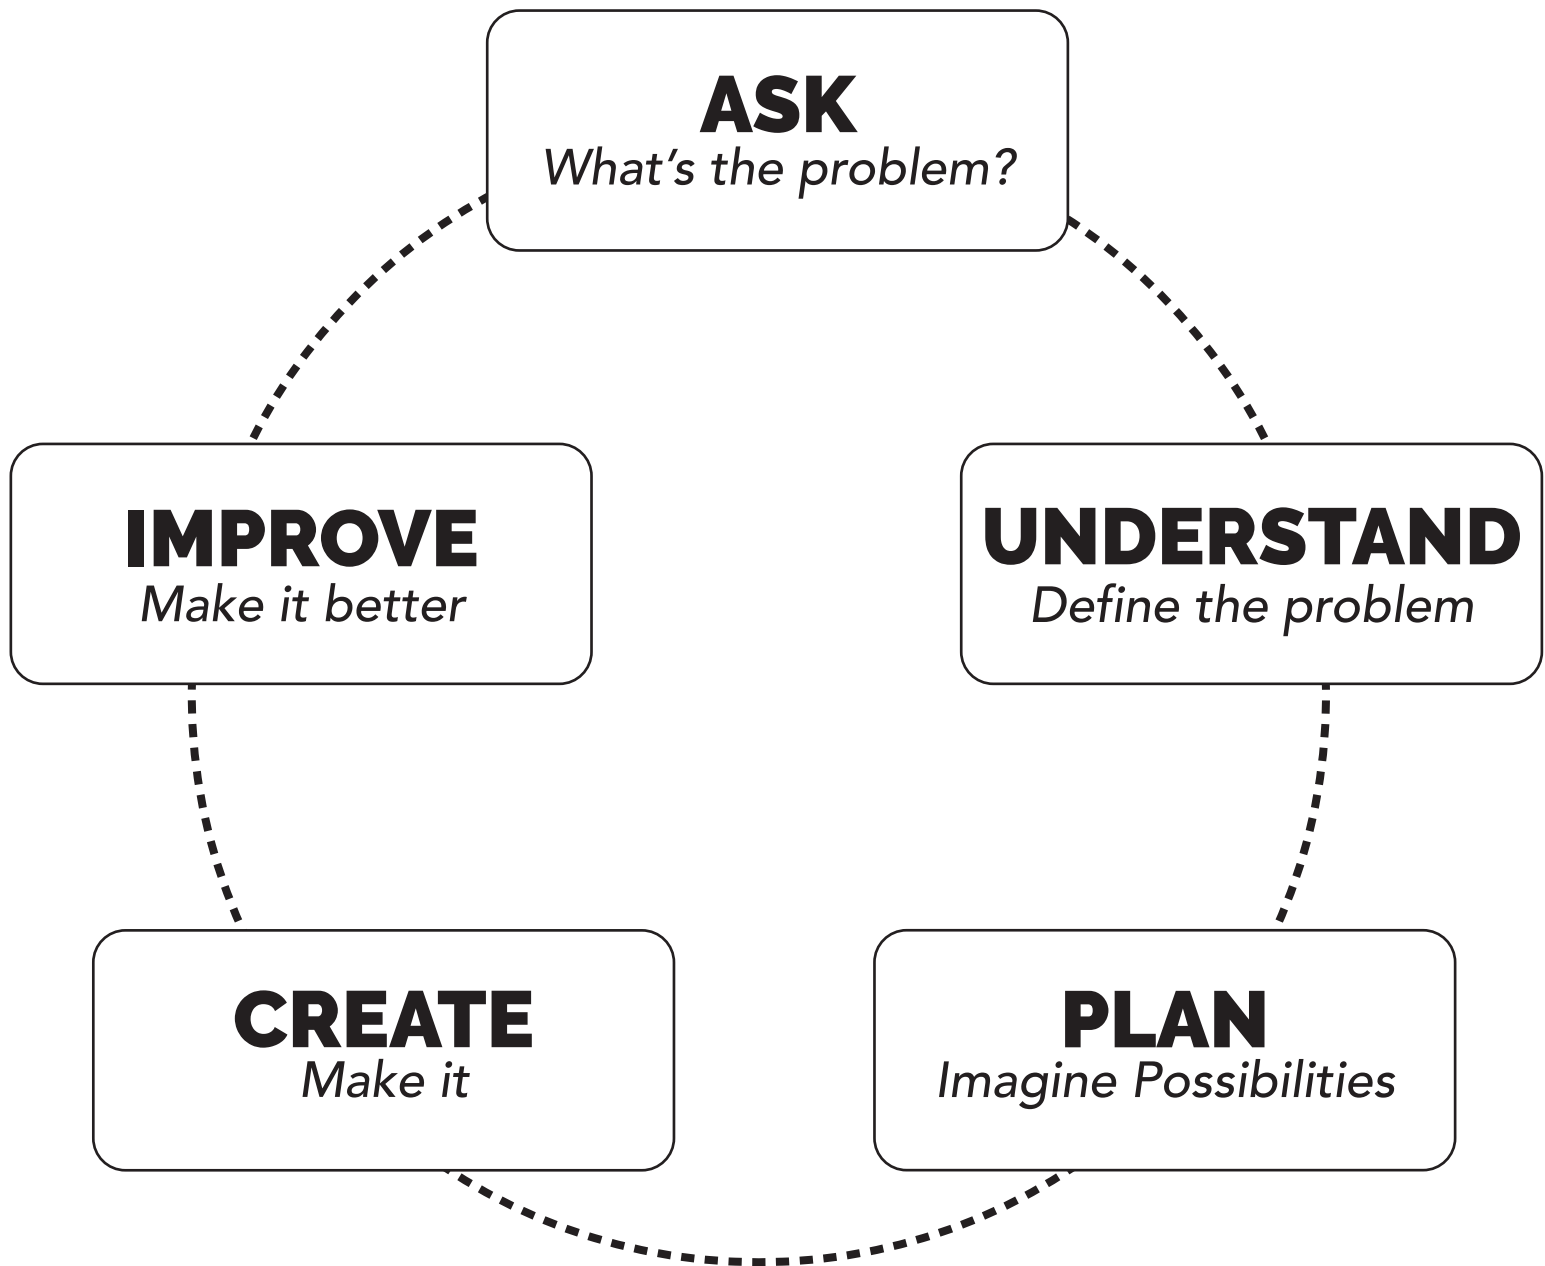 ASK
What’s the problem?
IMPROVE
Make it better
UNDERSTAND
Define the problem
CREATE
Make it
PLAN
Imagine Possibilities